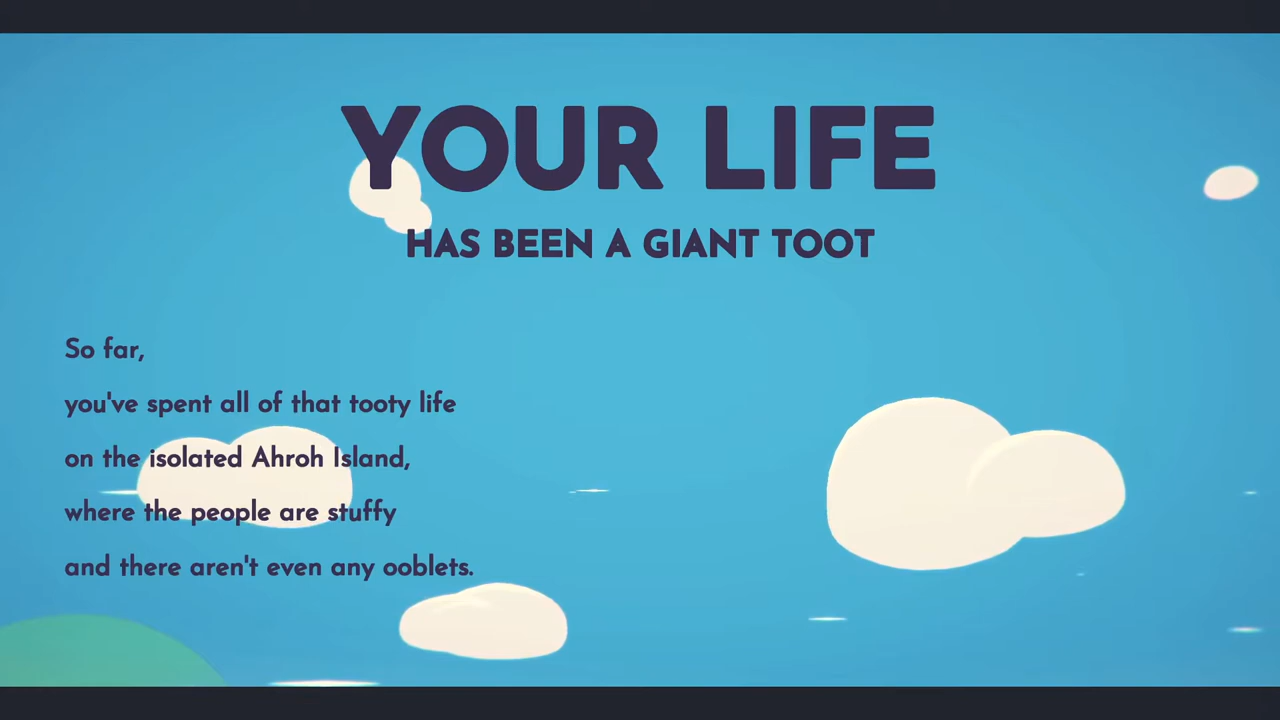 YOUR LIFE
HAS BEEN A GIANT TOOT
So far,
you've spent all of that tooty life
on the isolated Ahroh Island,
where the people are stuffy
and there aren't even any ooblets.